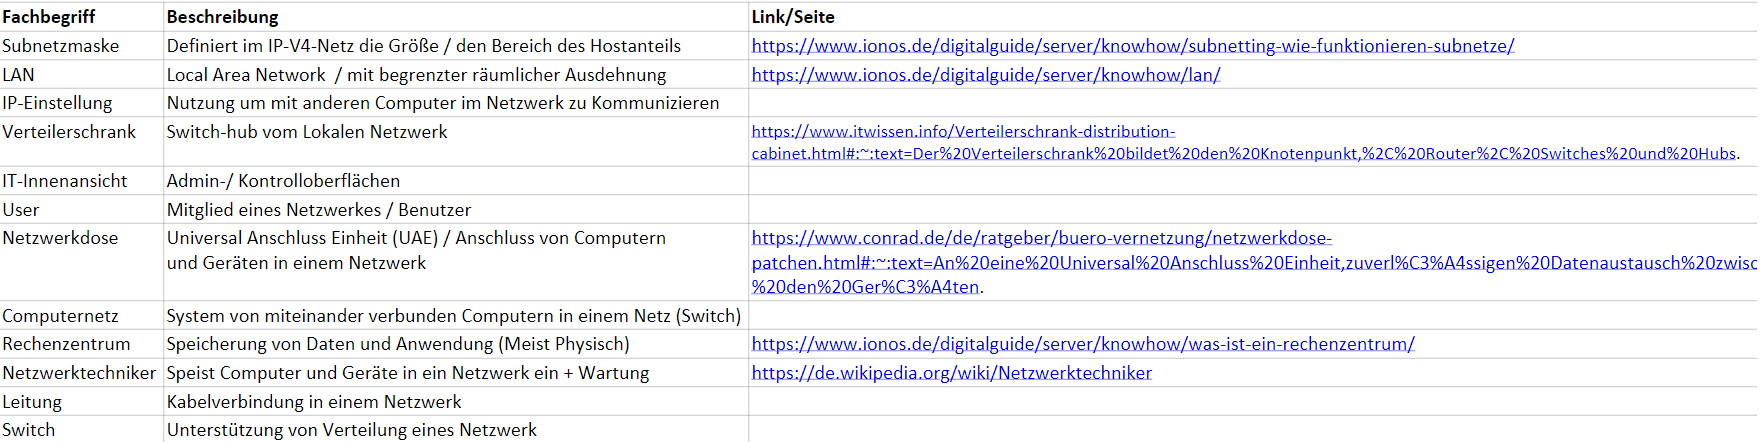 Fachbegriff Beschreibung Link/Seite
Subnetzmaske Definiert im IP-V4-Netz die Größe / den Bereich des Hostanteils https://www.ionos.de/digitalguide/server/knowhow/subnetting-wie-funktionieren-subnetze/
LAN Local Area Network / mit begrenzter räumlicher Ausdehnung https://www.ionos.de/digitalguide/server/knowhow/lan/
IP-Einstellung Nutzung um mit anderen Computer im Netzwerk zu Kommunizieren
Verteilerschrank Switch-hub vom Lokalen Netzwerk https://www.itwissen.info/Verteilerschrank-distribution-
cabinet.html#:~:text=Der%20Verteilerschrank%20bildet%20den%20Knotenpunkt,%2C%20Router%2C%20Switches%20und%20Hubs.
IT-Innenansicht Admin-/ Kontrolloberflächen
User Mitglied eines Netzwerkes / Benutzer
Netzwerkdose Universal Anschluss Einheit (UAE) / Anschluss von Computern https://www.conrad.de/de/ratgeber/buero-vernetzung/netzwerkdose-
und Geräten in einem Netzwerk patchen.html#:~:text=An%20eine%20Universal%20Anschluss%20Einheit,zuverl%C3%A4ssigen%20Datenaustausch%20zwisc
%20den%20Ger%C3%A4ten.
Computernetz System von miteinander verbunden Computern in einem Netz (Switch)
Rechenzentrum Speicherung von Daten und Anwendung (Meist Physisch) https://www.ionos.de/digitalguide/server/knowhow/was-ist-ein-rechenzentrum/
Netzwerktechniker Speist Computer und Geräte in ein Netzwerk ein + Wartung https://de.wikipedia.org/wiki/Netzwerktechniker
Leitung Kabelverbindung in einem Netzwerk
Switch Unterstützung von Verteilung eines Netzwerk